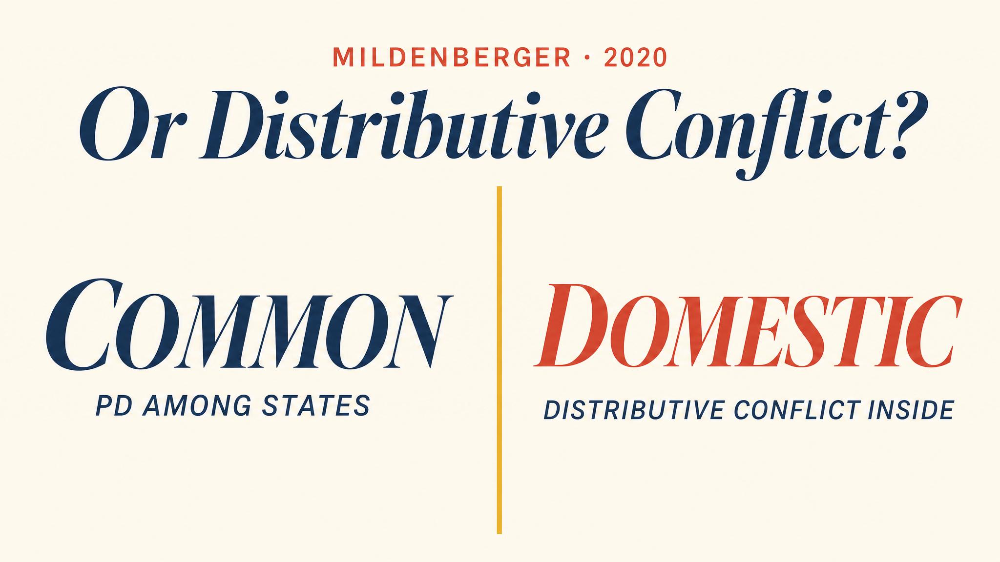 MILDENBERGER · 2020
Or Distributive Conflict?
COMMON
PD AMONG STATES
DOMESTIC
DISTRIBUTIVE CONFLICT INSIDE